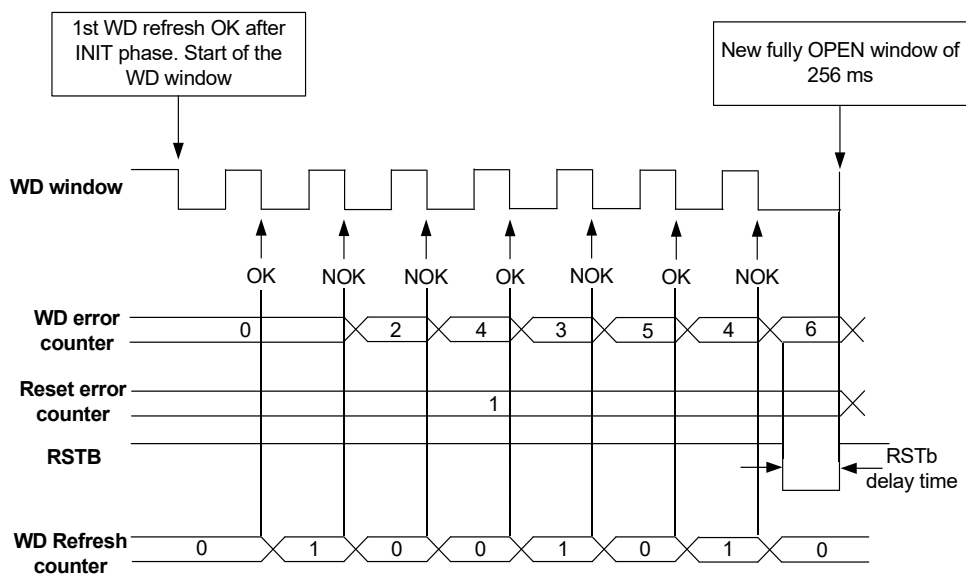 1st WD refresh OK after
INIT phase. Start of the
WD window
New fully OPEN window of
256 ms
WD window
OK NOK NOK OK NOK OK NOK
WD error
counter
0 2 4 3 5 4 6
Reset error
counter
1
RSTB
RSTb
delay time
WD Refresh
counter
0 1 0 0 1 0 1 0